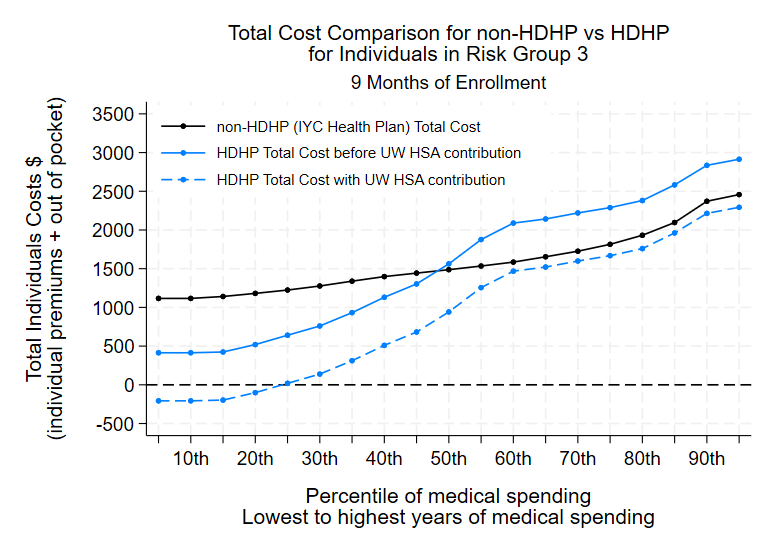 Total Cost Comparison for non-HDHP vs HDHP
for Individuals in Risk Group 3
9 Months of Enrollment
Total Individuals Costs $
(individual premiums + out of pocket)
3500
3000
2500
2000
1500
1000
500
0
-500
non-HDHP (IYC Health Plan) Total Cost
HDHP Total Cost before UW HSA contribution
HDHP Total Cost with UW HSA contribution
10th 20th 30th 40th 50th 60th 70th 80th 90th
Percentile of medical spending
Lowest to highest years of medical spending